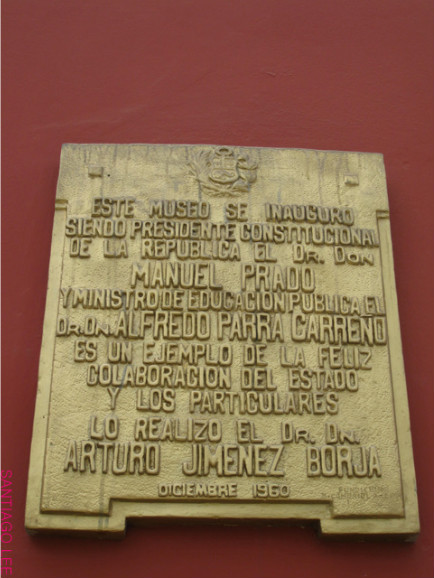 ESTE MUSEO SE INAUGURO
SIENDO PRESIDENTE CONSTITUCIONAL
DE LA REPUBLICA EL DR. DON
MANUEL PRADO
Y MINISTRO DE EDUCACION PUBLICA EL
DR. DN. ALFREDO PARRA CARREÑO
ES UN EJEMPLO DE LA FELIZ
COLABORACION DEL ESTADO
Y LOS PARTICULARES
LO REALIZO EL DR. DN.
ARTURO JIMENEZ BORJA
DICIEMBRE 1960
SANTIAGO LEE